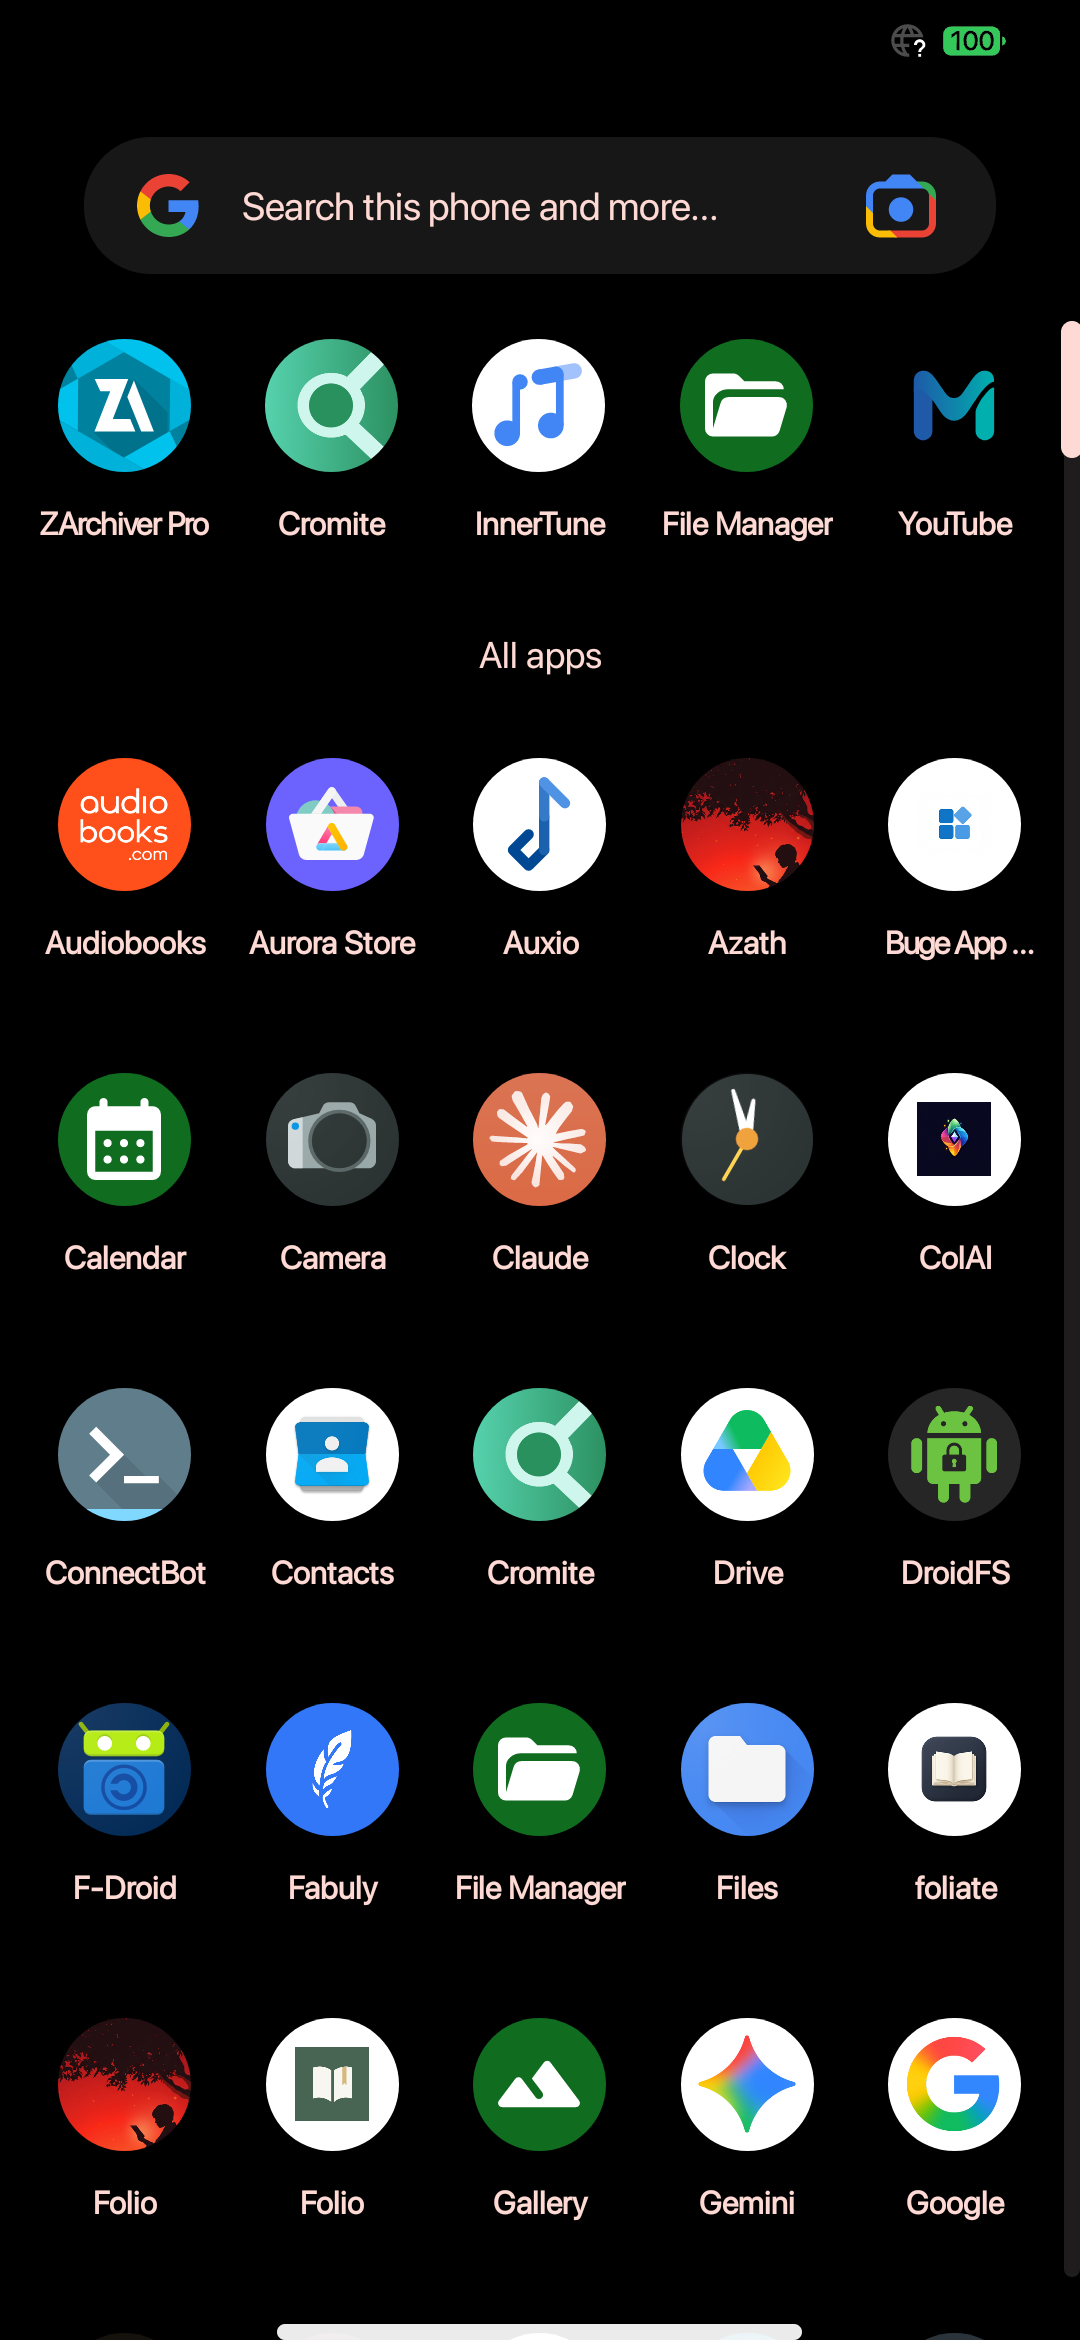 100
Search this phone and more...
ZArchiver Pro
Cromite
InnerTune
File Manager
YouTube
All apps
audio
books
.com
Audiobooks
Aurora Store
Auxio
Azath
Buge App ...
Calendar
Camera
Claude
Clock
ColAI
ConnectBot
Contacts
Cromite
Drive
DroidFS
F-Droid
Fabuly
File Manager
Files
foliate
Folio
Folio
Gallery
Gemini
Google